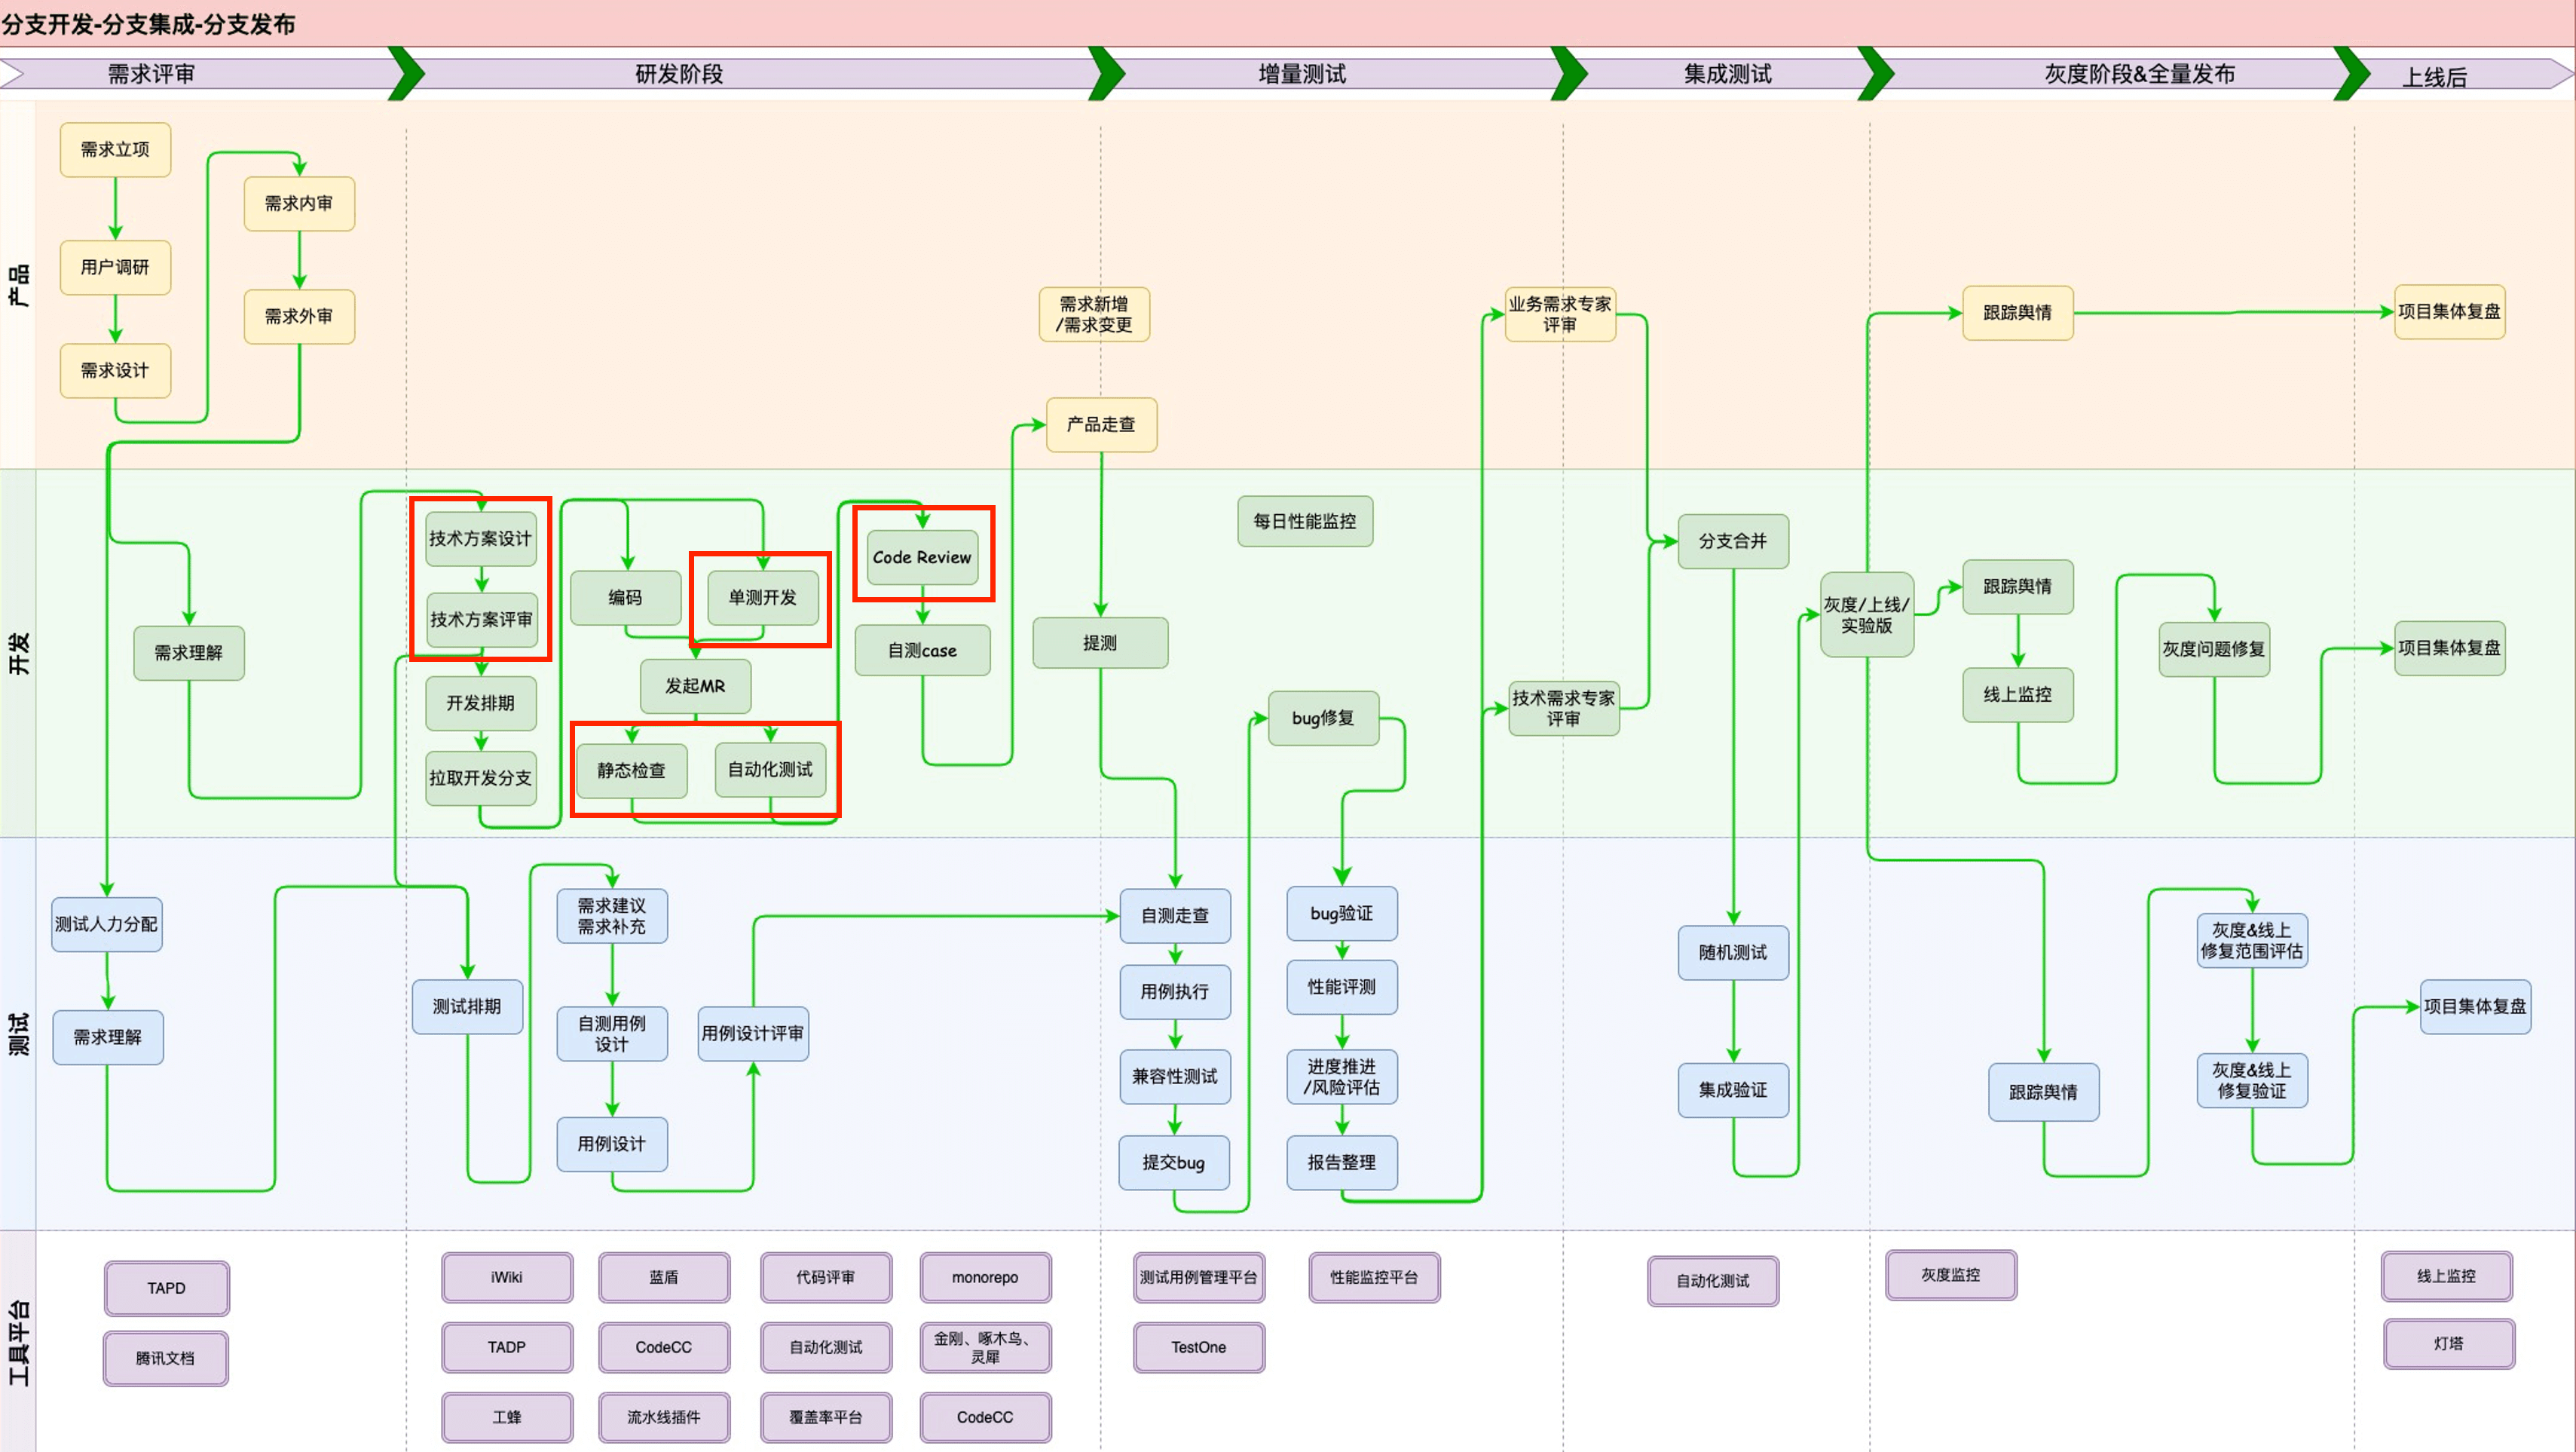 分支开发-分支集成-分支发布
需求评审
研发阶段
增量测试
集成测试
灰度阶段&全量发布
上线后
产品
需求立项
用户调研
需求设计
需求内审
需求外审
需求新增
/需求变更
产品走查
业务需求专家
评审
跟踪舆情
项目集体复盘
开发
需求理解
技术方案设计
技术方案评审
开发排期
拉取开发分支
编码
单测开发
发起MR
静态检查
自动化测试
Code Review
自测case
提测
每日性能监控
bug修复
技术需求专家
评审
分支合并
灰度/上线/
实验版
跟踪舆情
线上监控
灰度问题修复
项目集体复盘
测试
测试人力分配
需求理解
测试排期
需求建议
需求补充
自测用例
设计
用例设计
用例设计评审
自测走查
用例执行
兼容性测试
提交bug
bug验证
性能评测
进度推进
/风险评估
报告整理
随机测试
集成验证
跟踪舆情
灰度&线上
修复范围评估
灰度&线上
修复验证
项目集体复盘
工具平台
TAPD
腾讯文档
iWiki
蓝盾
代码评审
monorepo
TADP
CodeCC
自动化测试
金刚、啄木鸟、
灵犀
工蜂
流水线插件
覆盖率平台
CodeCC
测试用例管理平台
性能监控平台
TestOne
自动化测试
灰度监控
线上监控
灯塔